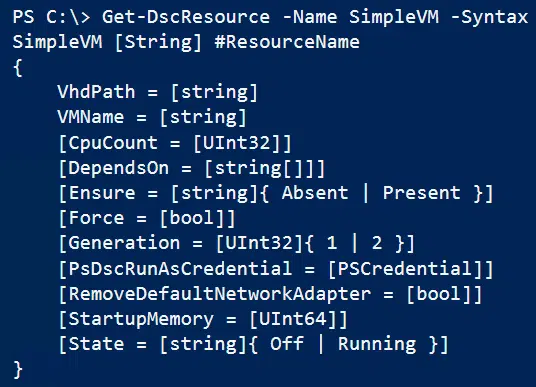 PS C:\> Get-DscResource -Name SimpleVM -Syntax
SimpleVM [String] #ResourceName
{
    VhdPath = [string]
    VMName = [string]
    [CpuCount = [UInt32]]
    [DependsOn = [string[]]]
    [Ensure = [string]{ Absent | Present }]
    [Force = [bool]]
    [Generation = [UInt32]{ 1 | 2 }]
    [PsDscRunAsCredential = [PSCredential]]
    [RemoveDefaultNetworkAdapter = [bool]]
    [StartupMemory = [UInt64]]
    [State = [string]{ Off | Running }]
}